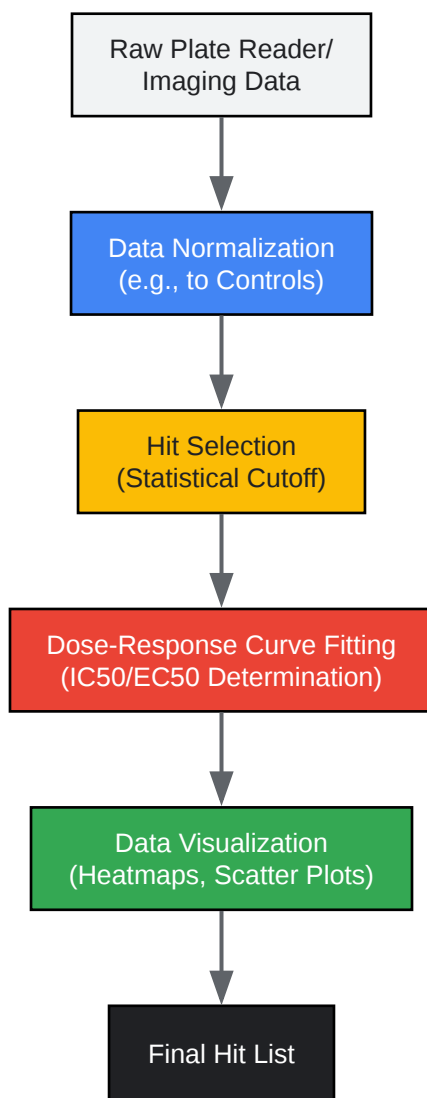 Raw Plate Reader/
Imaging Data
Data Normalization
(e.g., to Controls)
Hit Selection
(Statistical Cutoff)
Dose-Response Curve Fitting
(IC50/EC50 Determination)
Data Visualization
(Heatmaps, Scatter Plots)
Final Hit List